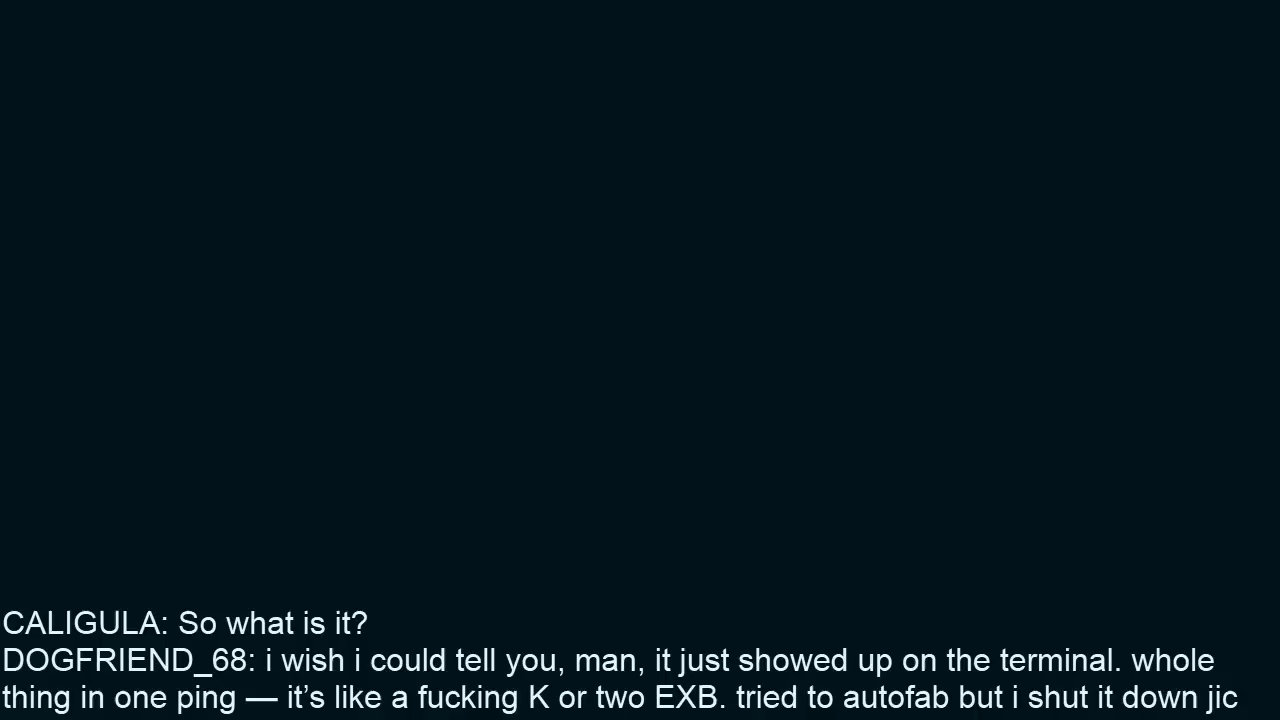 CALIGULA: So what is it?
DOGFRIEND_68: i wish i could tell you, man, it just showed up on the terminal. whole
thing in one ping — it’s like a fucking K or two EXB. tried to autofab but i shut it down jic